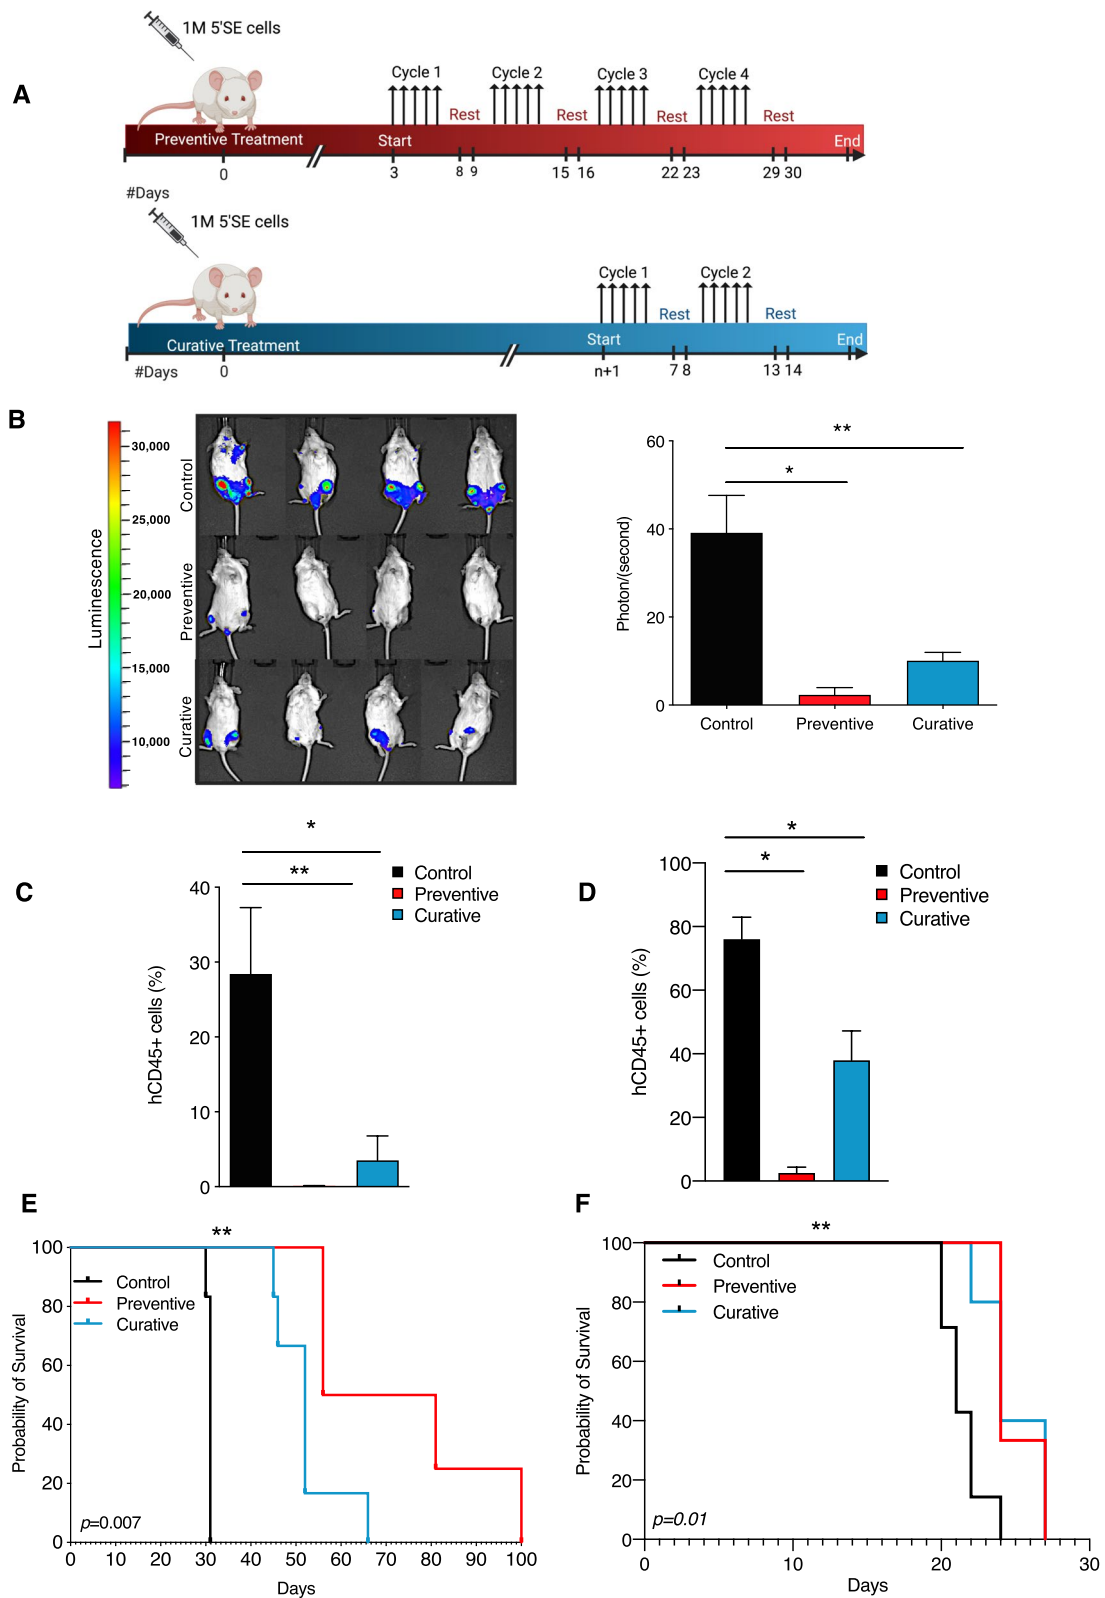 A
1M 5'SE cells
Cycle 1 Cycle 2 Cycle 3 Cycle 4
Rest Rest Rest Rest
Preventive Treatment Start End
0 3 8 9 15 16 22 23 29 30
#Days
1M 5'SE cells
Cycle 1 Cycle 2
Rest Rest
Curative Treatment Start End
#Days 0 n+1 7 8 13 14
B
Luminescence
30,000
25,000
20,000
15,000
10,000
Control
Preventive
Curative
**
*
Photon/(second)
60
40
20
0
Control Preventive Curative
C
*
**
Control
Preventive
Curative
hCD45+ cells (%)
40
30
20
10
0
D
*
*
Control
Preventive
Curative
hCD45+ cells (%)
100
80
60
40
20
0
E
**
Control
Preventive
Curative
Probability of Survival
100
80
60
40
20
0
p=0.007
0 10 20 30 40 50 60 70 80 90 100
Days
F
**
Control
Preventive
Curative
Probability of Survival
100
80
60
40
20
0
p=0.01
0 10 20 30
Days